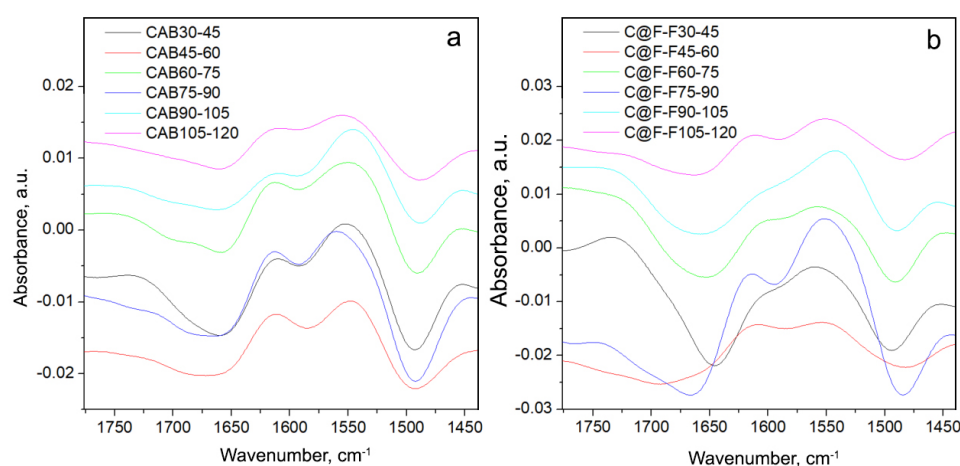 a
CAB30-45
CAB45-60
CAB60-75
CAB75-90
CAB90-105
CAB105-120
Absorbance, a.u.
0.02
0.01
0.00
-0.01
-0.02
1750 1700 1650 1600 1550 1500 1450
Wavenumber, cm-1
b
C@F-F30-45
C@F-F45-60
C@F-F60-75
C@F-F75-90
C@F-F90-105
C@F-F105-120
Absorbance, a.u.
0.03
0.02
0.01
0.00
-0.01
-0.02
-0.03
1750 1700 1650 1600 1550 1500 1450
Wavenumber, cm-1